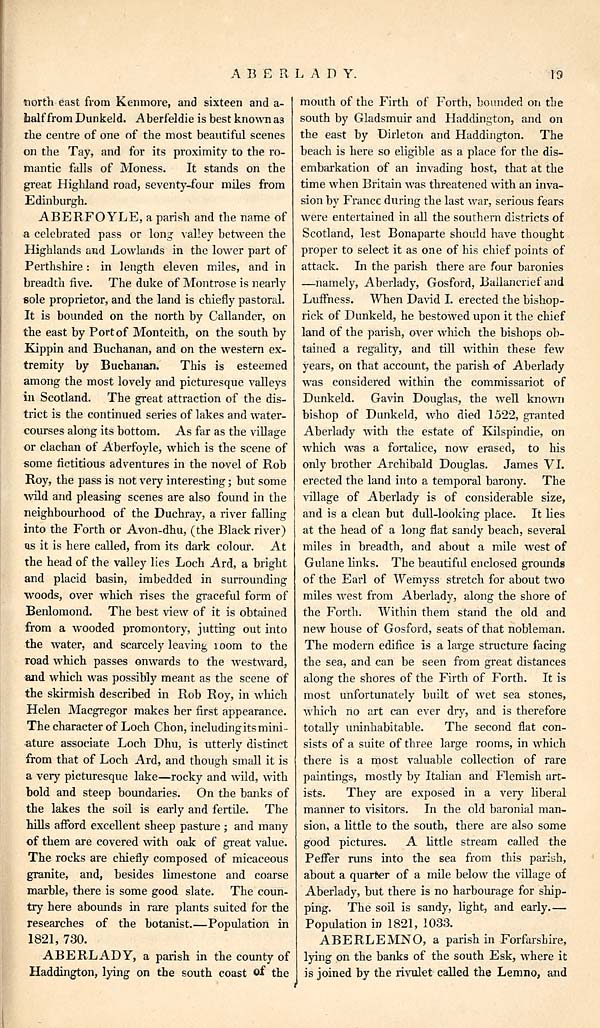 ABERLADY.
19
north east from Kenmore, and sixteen and a-
half from Dunkeld. Aberfeldie is best known as
the centre of one of the most beautiful scenes
on the Tay, and for its proximity to the ro-
mantic falls of Moness. It stands on the
great Highland road, seventy-four miles from
Edinburgh.
ABERFOYLE, a parish and the name of
a celebrated pass or long valley between the
Highlands and Lowlands in the lower part of
Perthshire: in length eleven miles, and in
breadth five. The duke of Montrose is nearly
sole proprietor, and the land is chiefly pastoral.
It is bounded on the north by Callander, on
the east by Port of Monteith, on the south by
Kippin and Buchanan, and on the western ex-
tremity by Buchanan. This is esteemed
among the most lovely and picturesque valleys
in Scotland. The great attraction of the dis-
trict is the continued series of lakes and water-
courses along its bottom. As far as the village
or clachan of Aberfoyle, which is the scene of
some fictitious adventures in the novel of Rob
Roy, the pass is not very interesting; but some
wild and pleasing scenes are also found in the
neighbourhood of the Duchray, a river falling
into the Forth or Avon-dhu, (the Black river)
as it is here called, from its dark colour. At
the head of the valley lies Loch Ard, a bright
and placid basin, imbedded in surrounding
woods, over which rises the graceful form of
Benlomond. The best view of it is obtained
from a wooded promontory, jutting out into
the water, and scarcely leaving room to the
road which passes onwards to the westward,
and which was possibly meant as the scene of
the skirmish described in Rob Roy, in which
Helen Macgregor makes her first appearance.
The character of Loch Chon, including its mini-
ature associate Loch Dhu, is utterly distinct
from that of Loch Ard, and though small it is
a very picturesque lake—rocky and wild, with
bold and steep boundaries. On the banks of
the lakes the soil is early and fertile. The
hills afford excellent sheep pasture; and many
of them are covered with oak of great value.
The rocks are chiefly composed of micaceous
granite, and, besides limestone and coarse
marble, there is some good slate. The coun-
try here abounds in rare plants suited for the
researches of the botanist.—Population in
1821, 730.
ABERLADY, a parish in the county of
Haddington, lying on the south coast of the
mouth of the Firth of Forth, bounded on the
south by Gladsmuir and Haddington, and on
the east by Dirleton and Haddington. The
beach is here so eligible as a place for the dis-
embarkation of an invading host, that at the
time when Britain was threatened with an inva-
sion by France during the last war, serious fears
were entertained in all the southern districts of
Scotland, lest Bonaparte should have thought
proper to select it as one of his chief points of
attack. In the parish there are four baronies
—namely, Aberlady, Gosford, Ballancrief and
Luffness. When David I. erected the bishop-
rick of Dunkeld, he bestowed upon it the chief
land of the parish, over which the bishops ob-
tained a regality, and till within these few
years, on that account, the parish of Aberlady
was considered within the commissariot of
Dunkeld. Gavin Douglas, the well known
bishop of Dunkeld, who died 1522, granted
Aberlady with the estate of Kilspindie, on
which was a fortalice, now erased, to his
only brother Archibald Douglas. James VI.
erected the land into a temporal barony. The
village of Aberlady is of considerable size,
and is a clean but dull-looking place. It lies
at the head of a long flat sandy beach, several
miles in breadth, and about a mile west of
Gulane links. The beautiful enclosed grounds
of the Earl of Wemyss stretch for about two
miles west from Aberlady, along the shore of
the Forth. Within them stand the old and
new house of Gosford, seats of that nobleman.
The modern edifice is a large structure facing
the sea, and can be seen from great distances
along the shores of the Firth of Forth. It is
most unfortunately built of wet sea stones,
which no art can ever dry, and is therefore
totally uninhabitable. The second flat con-
sists of a suite of three large rooms, in which
there is a most valuable collection of rare
paintings, mostly by Italian and Flemish art-
ists. They are exposed in a very liberal
manner to visitors. In the old baronial man-
sion, a little to the south, there are also some
good pictures. A little stream called the
Peffer runs into the sea from this parish,
about a quarter of a mile below the village of
Aberlady, but there is no harbourage for ship-
ping. The soil is sandy, light, and early.—
Population in 1821, 1033.
ABERLEMNO, a parish in Forfarshire,
lying on the banks of the south Esk, where it
is joined by the rivulet called the Lemno, and